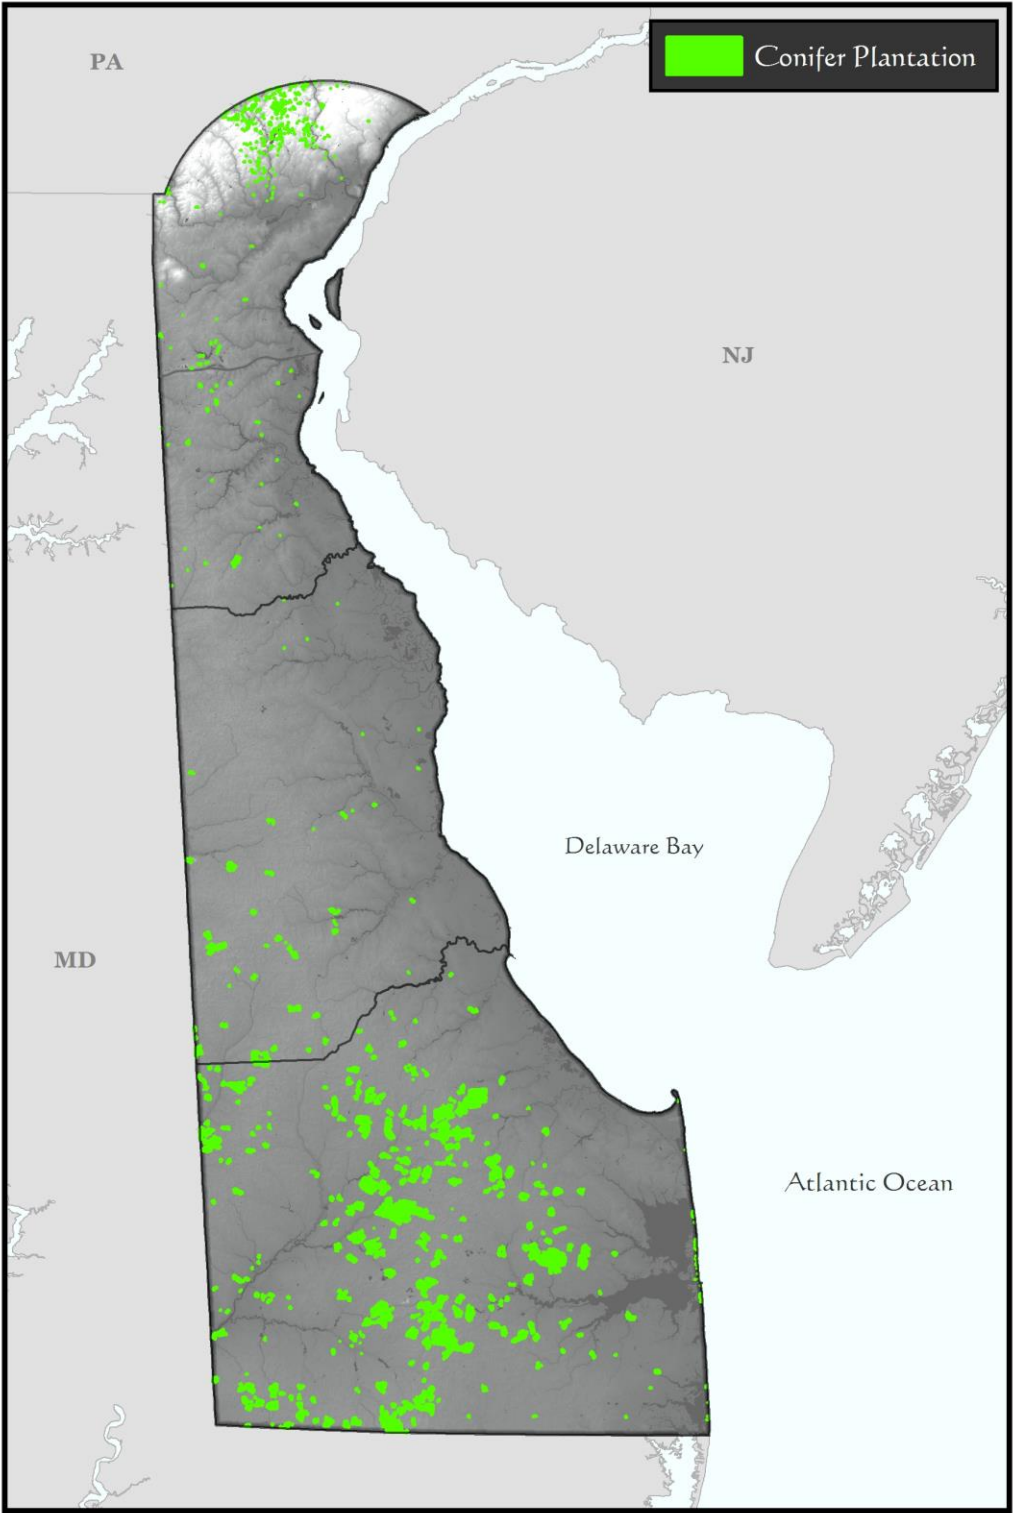 PA
Conifer Plantation
NJ
Delaware Bay
MD
Atlantic Ocean